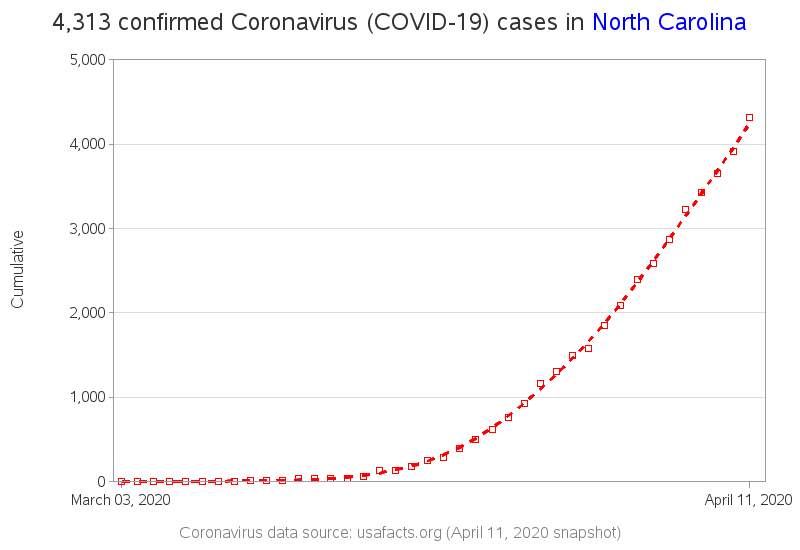 4,313 confirmed Coronavirus (COVID-19) cases in North Carolina
5,000
4,000
3,000
2,000
1,000
0
Cumulative
March 03, 2020
April 11, 2020
Coronavirus data source: usafacts.org (April 11, 2020 snapshot)